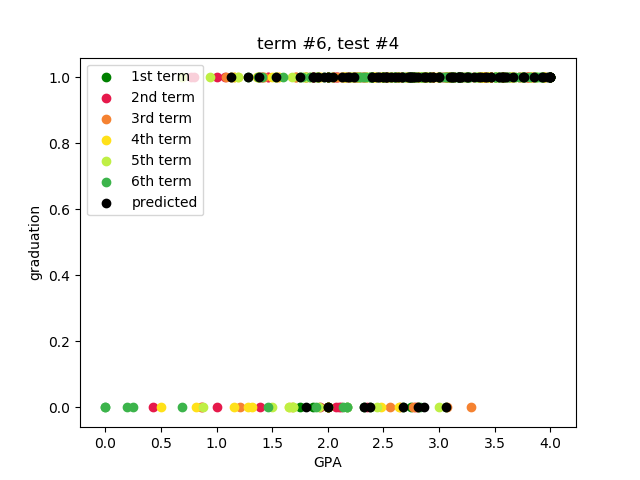 term #6, test #4
1st term
2nd term
3rd term
4th term
5th term
6th term
predicted
graduation
1.0
0.8
0.6
0.4
0.2
0.0
0.0 0.5 1.0 1.5 2.0 2.5 3.0 3.5 4.0
GPA